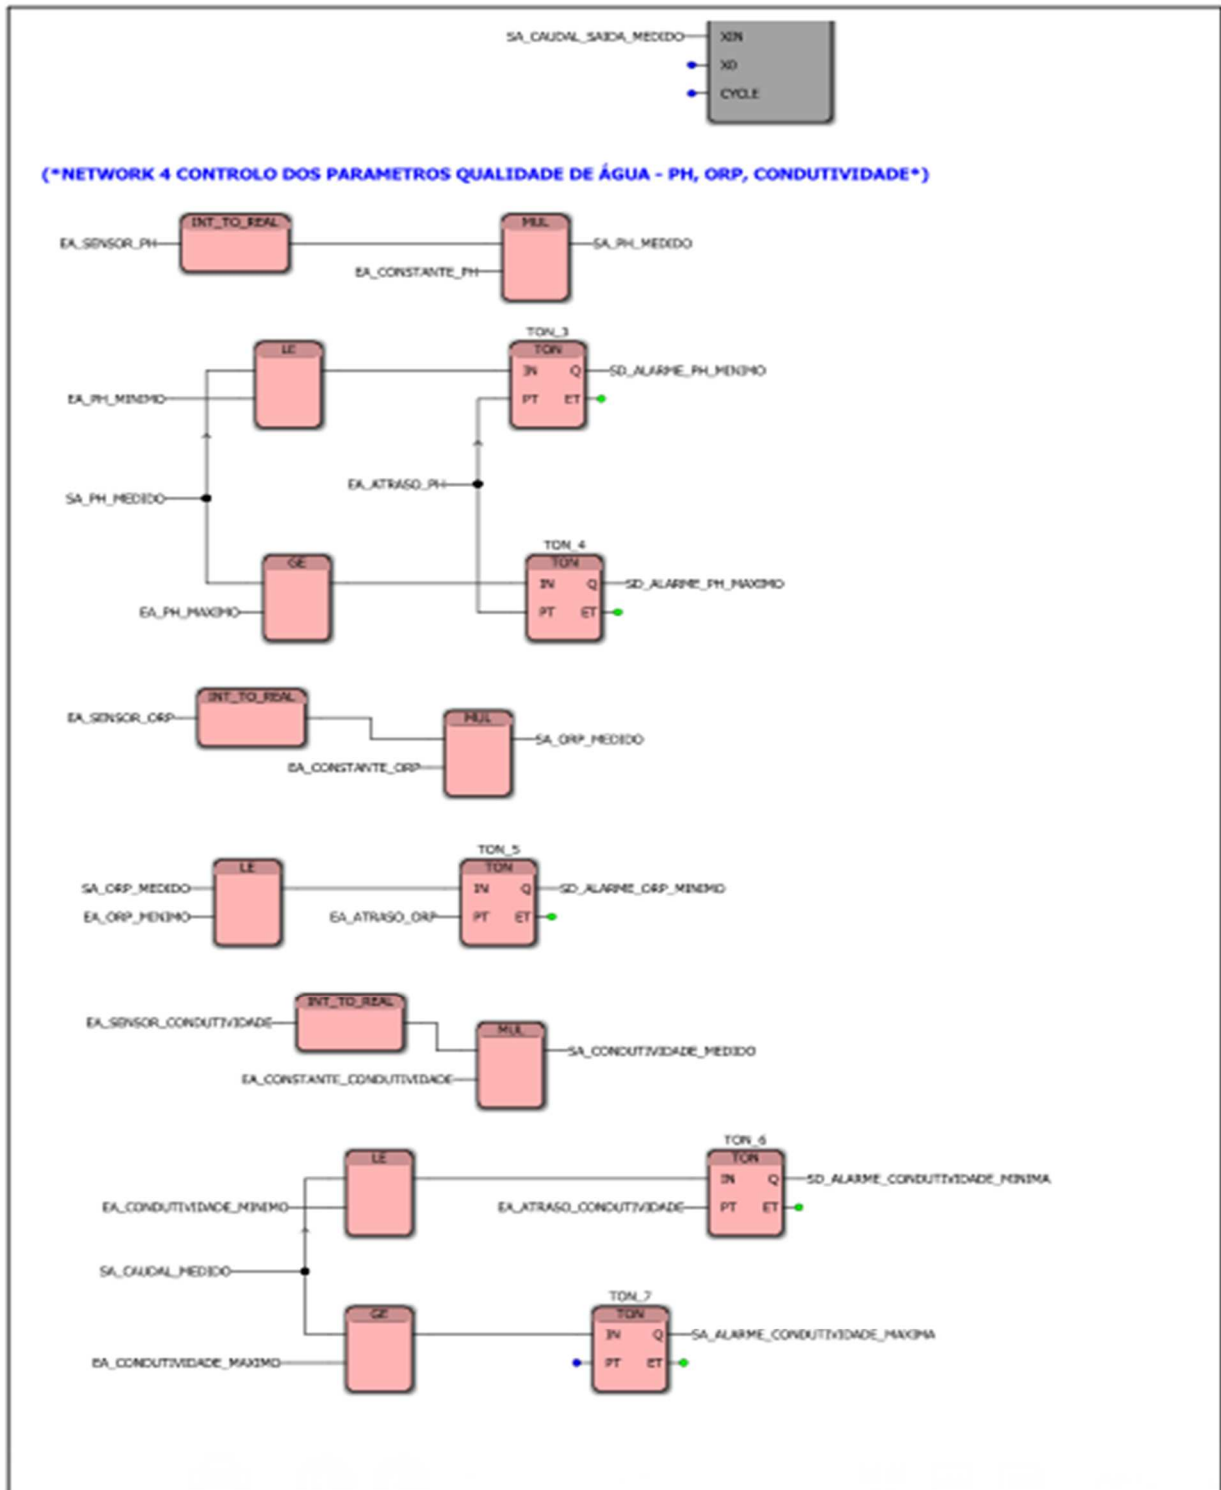 SA_CAUDAL_SAIDA_MEDIDO XIN
X0
CYCLE
(*NETWORK 4 CONTROLO DOS PARAMETROS QUALIDADE DE ÁGUA - PH, ORP, CONDUTIVIDADE*)
INT_TO_REAL MUL
EA_SENSOR_PH SA_PH_MEDIDO
EA_CONSTANTE_PH
TON_3
LE TON
IN Q SD_ALARME_PH_MINIMO
EA_PH_MINIMO PT ET
EA_ATRASO_PH
SA_PH_MEDIDO
TON_4
GE TON
IN Q SD_ALARME_PH_MAXIMO
EA_PH_MAXIMO PT ET
INT_TO_REAL
EA_SENSOR_ORP MUL
SA_ORP_MEDIDO
EA_CONSTANTE_ORP
TON_5
LE TON
SA_ORP_MEDIDO IN Q SD_ALARME_ORP_MINIMO
EA_ORP_MINIMO EA_ATRASO_ORP PT ET
INT_TO_REAL
EA_SENSOR_CONDUTIVIDADE MUL
SA_CONDUTIVIDADE_MEDIDO
EA_CONSTANTE_CONDUTIVIDADE
TON_6
LE TON
IN Q SD_ALARME_CONDUTIVIDADE_MINIMA
EA_CONDUTIVIDADE_MINIMO EA_ATRASO_CONDUTIVIDADE PT ET
SA_CAUDAL_MEDIDO
TON_7
GE TON
IN Q SA_ALARME_CONDUTIVIDADE_MAXIMA
EA_CONDUTIVIDADE_MAXIMO PT ET